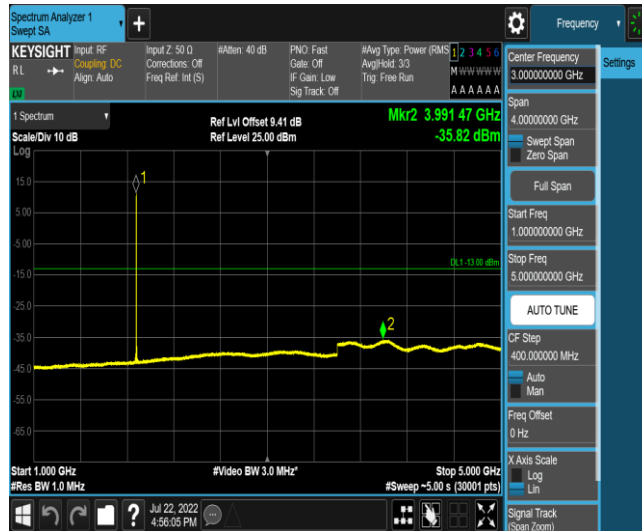 Spectrum Analyzer 1
Swept SA
Frequency
KEYSIGHT
RL
LXI
Input: RF
Coupling: DC
Align: Auto
Input Z: 50 Ω
Corrections: Off
Freq Ref: Int (S)
#Atten: 40 dB
PNO: Fast
Gate: Off
IF Gain: Low
Sig Track: Off
#Avg Type: Power (RMS
Avg|Hold: 3/3
Trig: Free Run
1 2 3 4 5 6
M W W W W W
A A A A A A
1 Spectrum
Scale/Div 10 dB
Ref Lvl Offset 9.41 dB
Ref Level 25.00 dBm
Mkr2 3.991 47 GHz
-35.82 dBm
Log
15.0
5.00
-5.00
-15.0
-25.0
-35.0
-45.0
-55.0
-65.0
1
DL1 -13.00 dBm
2
Start 1.000 GHz
#Res BW 1.0 MHz
#Video BW 3.0 MHz*
Stop 5.000 GHz
#Sweep ~5.00 s (30001 pts)
Center Frequency
3.00000000 GHz
Settings
Span
4.00000000 GHz
Swept Span
Zero Span
Full Span
Start Freq
1.000000000 GHz
Stop Freq
5.000000000 GHz
AUTO TUNE
CF Step
400.000000 MHz
Auto
Man
Freq Offset
0 Hz
X Axis Scale
Log
Lin
Signal Track
(Span Zoom)
?
Jul 22, 2022
4:56:05 PM